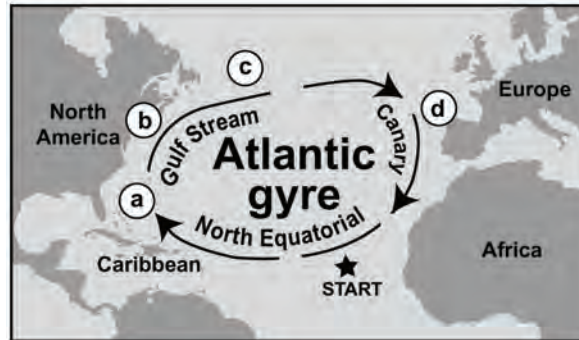 c
North
America
b
Gulf Stream
Atlantic
gyre
Canary
d
Europe
a
North Equatorial
Caribbean
START
Africa